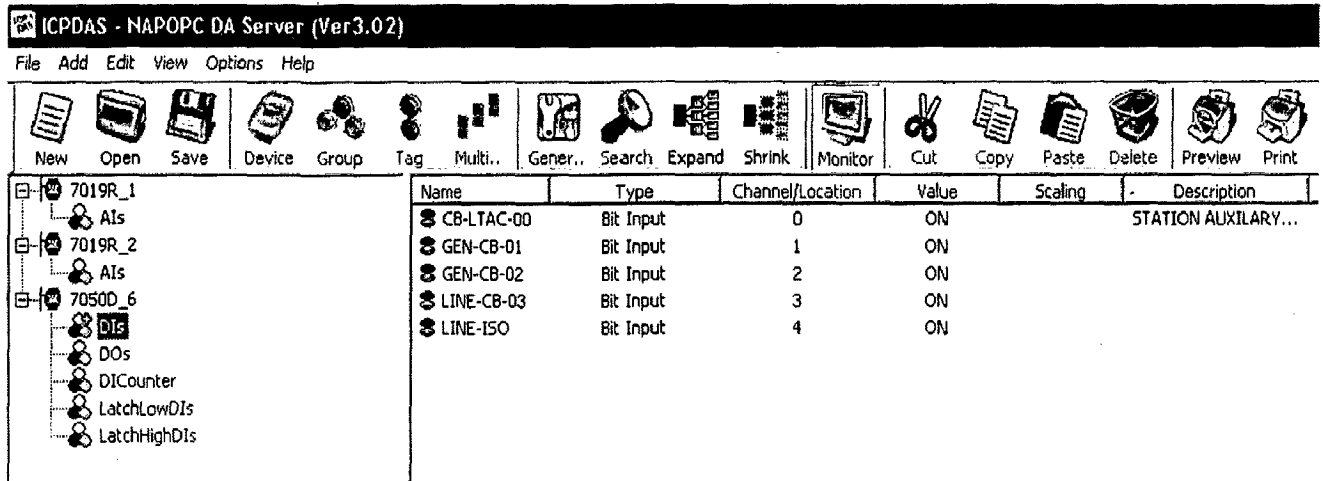 ICPDAS - NAPOPC DA Server (Ver3.02)
File Add Edit View Options Help
New Open Save Device Group Tag Multi.. Gener.. Search Expand Shrink Monitor Cut Copy Paste Delete Preview Print
7019R_1
AIs
7019R_2
AIs
7050D_6
DIs
DOs
DICounter
LatchLowDIs
LatchHighDIs
Name Type Channel/Location Value Scaling Description
CB-LTAC-00 Bit Input 0 ON STATION AUXILARY...
GEN-CB-01 Bit Input 1 ON
GEN-CB-02 Bit Input 2 ON
LINE-CB-03 Bit Input 3 ON
LINE-ISO Bit Input 4 ON